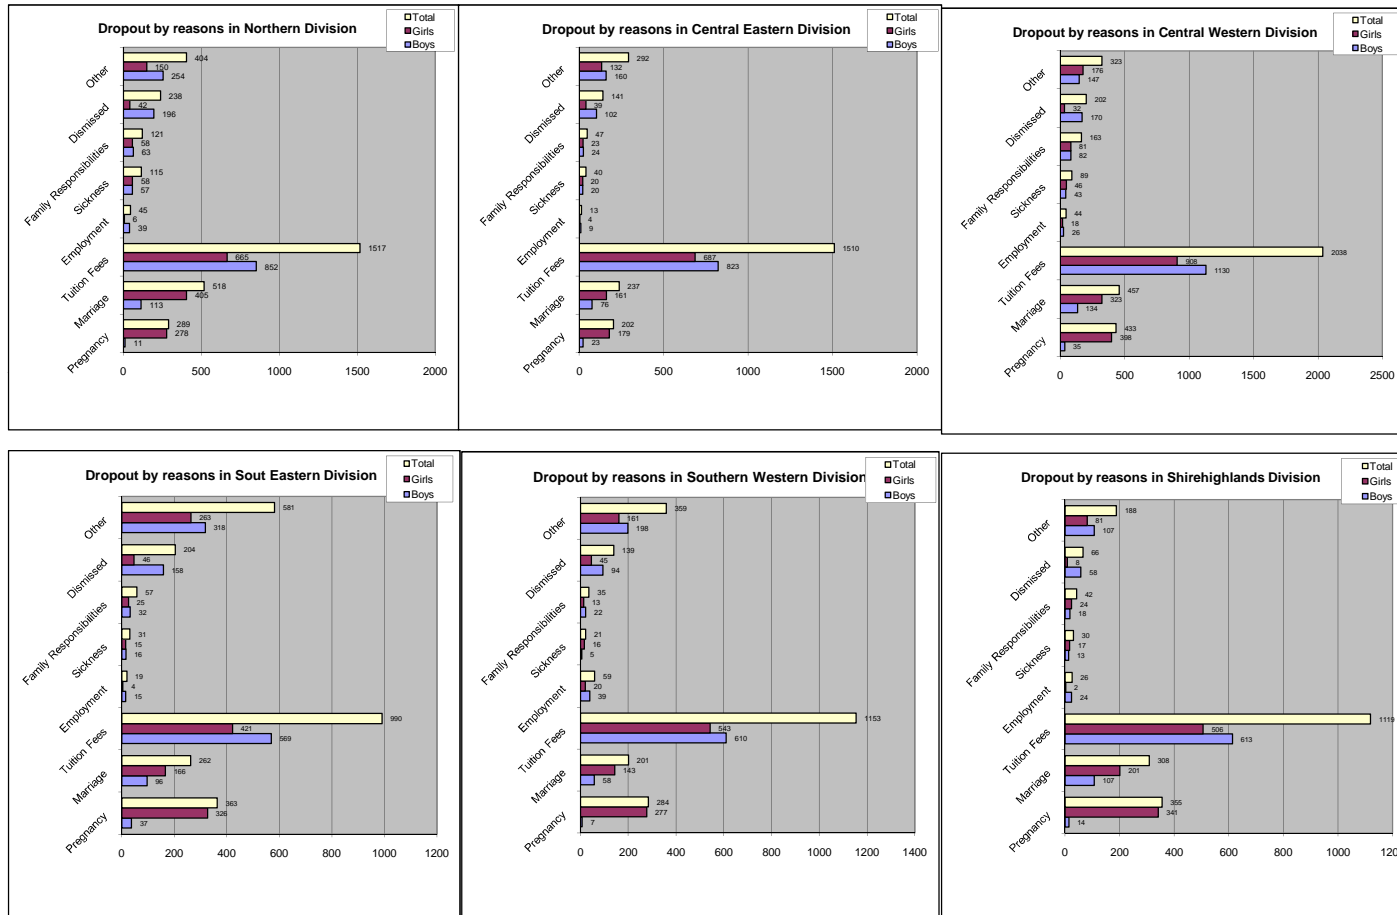 Dropout by reasons in Northern Division
Total
Girls
Boys
Other
404
150
254
Dismissed
238
42
196
Family Responsibilities
121
58
63
Sickness
115
58
57
Employment
45
6
39
Tuition Fees
1517
665
852
Marriage
518
405
113
Pregnancy
289
278
11
0 500 1000 1500 2000
Dropout by reasons in Central Eastern Division
Total
Girls
Boys
Other
292
132
160
Dismissed
141
39
102
Family Responsibilities
47
23
24
Sickness
40
20
20
Employment
13
4
9
Tuition Fees
1510
687
823
Marriage
237
161
76
Pregnancy
202
179
23
0 500 1000 1500 2000
Dropout by reasons in Central Western Division
Total
Girls
Boys
Other
323
176
147
Dismissed
202
32
170
Family Responsibilities
163
81
82
Sickness
89
46
43
Employment
44
18
26
Tuition Fees
2038
908
1130
Marriage
457
323
134
Pregnancy
433
398
35
0 500 1000 1500 2000 2500
Dropout by reasons in Sout Eastern Division
Total
Girls
Boys
Other
581
263
318
Dismissed
204
46
158
Family Responsibilities
57
25
32
Sickness
31
15
16
Employment
19
4
15
Tuition Fees
990
421
569
Marriage
262
166
96
Pregnancy
363
326
37
0 200 400 600 800 1000 1200
Dropout by reasons in Southern Western Division
Total
Girls
Boys
Other
359
161
198
Dismissed
139
45
94
Family Responsibilities
35
13
22
Sickness
21
16
5
Employment
59
20
39
Tuition Fees
1153
543
610
Marriage
201
143
58
Pregnancy
284
277
7
0 200 400 600 800 1000 1200 1400
Dropout by reasons in Shirehighlands Division
Total
Girls
Boys
Other
188
81
107
Dismissed
66
8
58
Family Responsibilities
42
24
18
Sickness
30
17
13
Employment
26
2
24
Tuition Fees
1119
506
613
Marriage
308
201
107
Pregnancy
355
341
14
0 200 400 600 800 1000